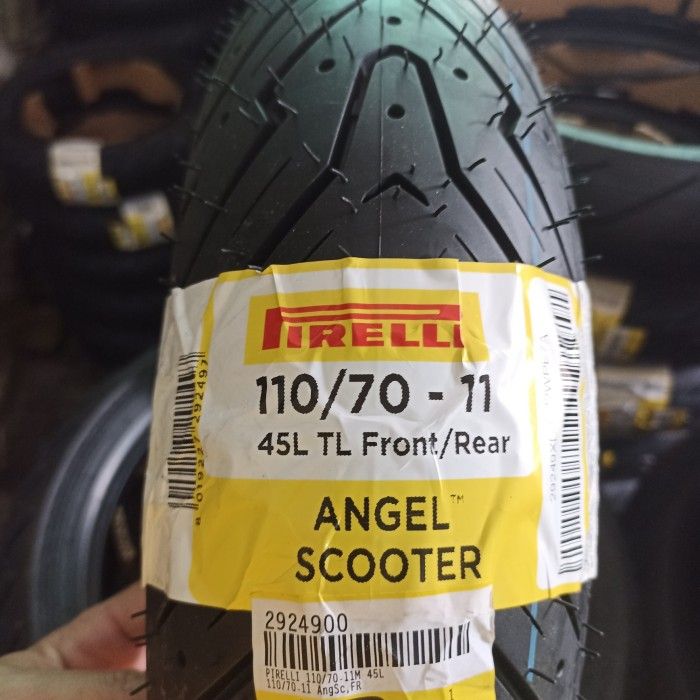 PIRELLI
110/70 - 11
45L TL Front/Rear
ANGEL™
SCOOTER
2924900
PIRELLI 110/70-11M 45L
110/70-11 AngSc,FR